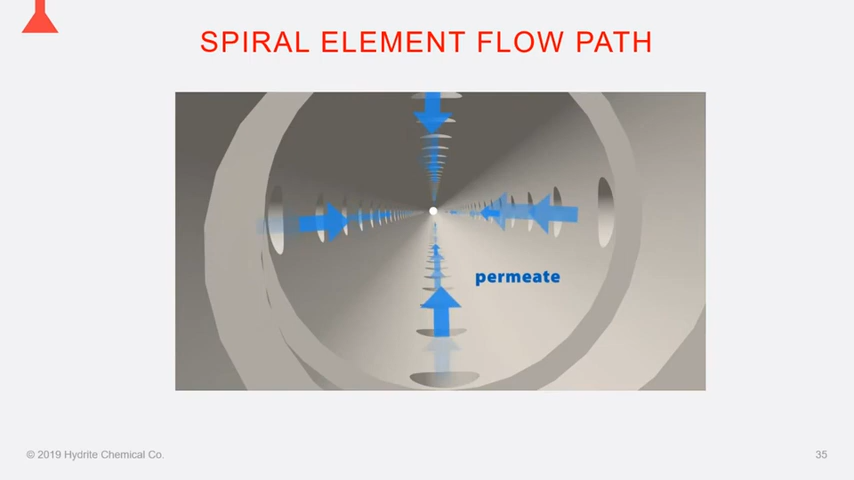 SPIRAL ELEMENT FLOW PATH
permeate
© 2019 Hydrite Chemical Co.
35